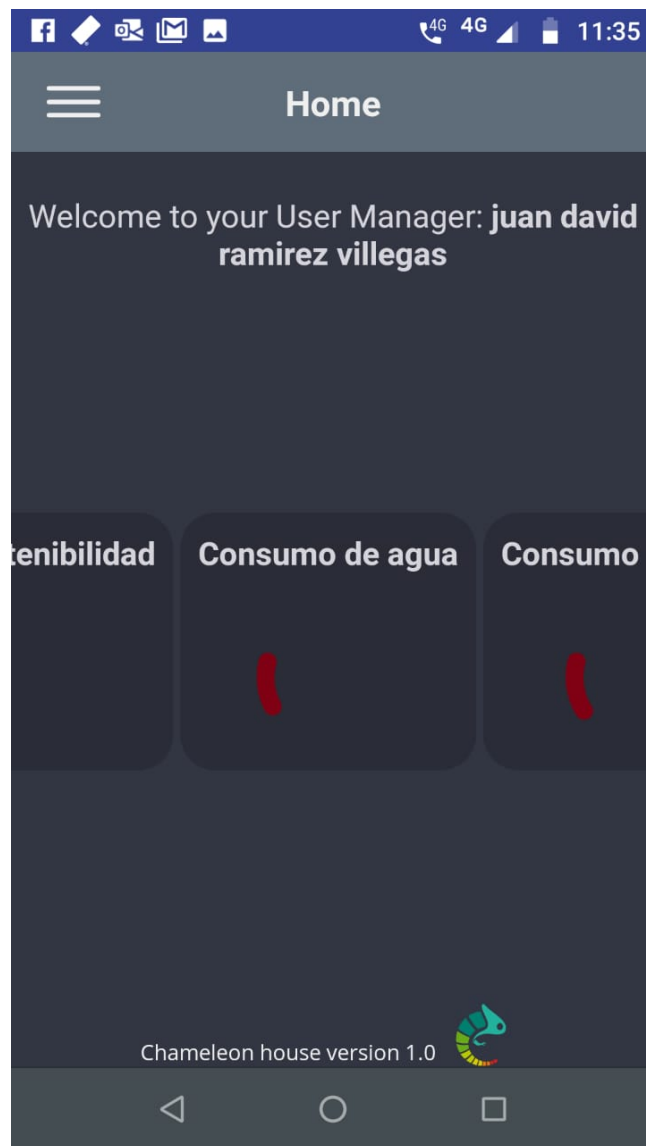 4G 4G 11:35
Home
Welcome to your User Manager: juan david
ramirez villegas
tenibilidad Consumo de agua Consumo
Chameleon house version 1.0